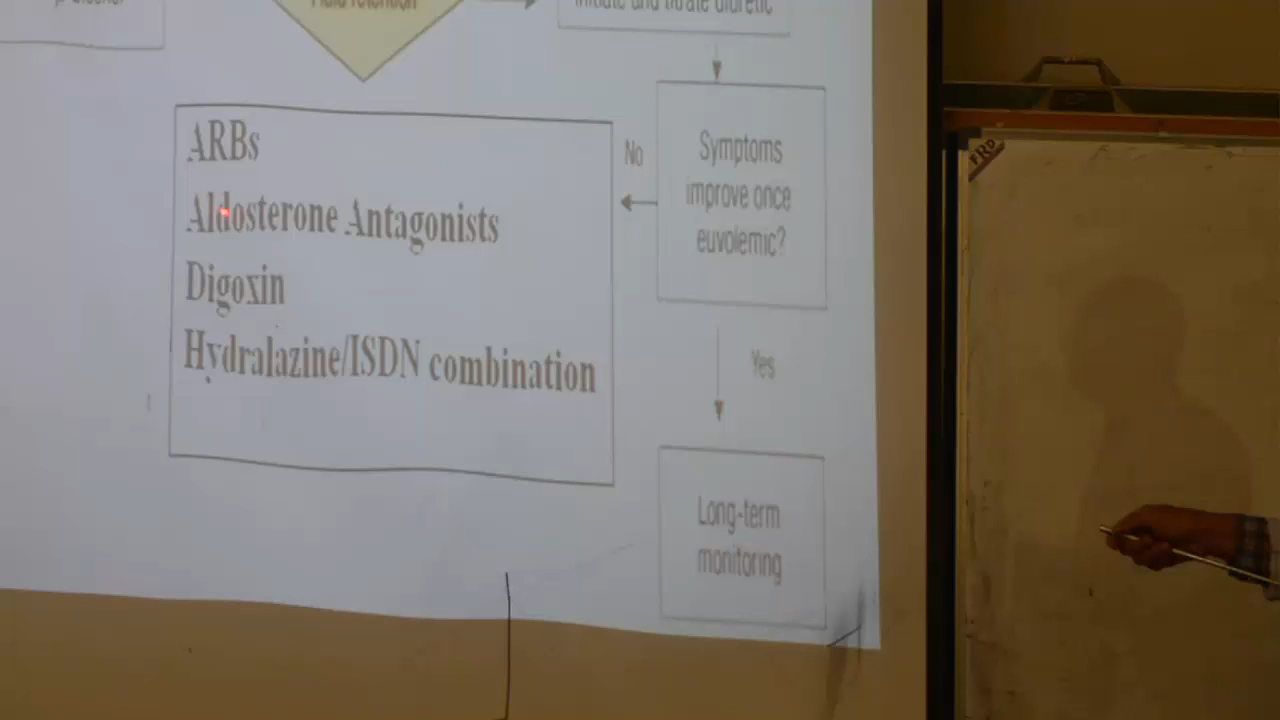 Fluid retention
Initiate and titrate diuretic
ARBs
Aldosterone Antagonists
Digoxin
Hydralazine/ISDN combination
No
Symptoms
improve once
euvolemic?
Yes
Long-term
monitoring
FRD